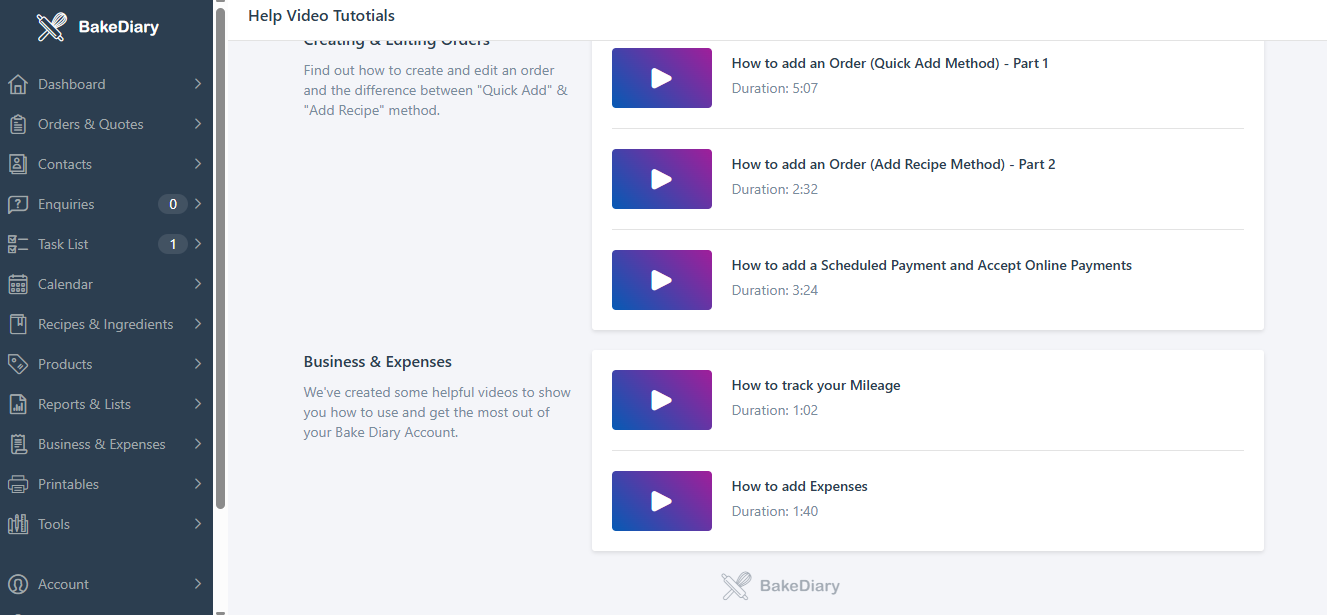 BakeDiary
Dashboard
Orders & Quotes
Contacts
Enquiries 0
Task List 1
Calendar
Recipes & Ingredients
Products
Reports & Lists
Business & Expenses
Printables
Tools
Account
Help Video Tutotials
Creating & Editing Orders
Find out how to create and edit an order
and the difference between "Quick Add" &
"Add Recipe" method.
How to add an Order (Quick Add Method) - Part 1
Duration: 5:07
How to add an Order (Add Recipe Method) - Part 2
Duration: 2:32
How to add a Scheduled Payment and Accept Online Payments
Duration: 3:24
Business & Expenses
We've created some helpful videos to show
you how to use and get the most out of
your Bake Diary Account.
How to track your Mileage
Duration: 1:02
How to add Expenses
Duration: 1:40
BakeDiary